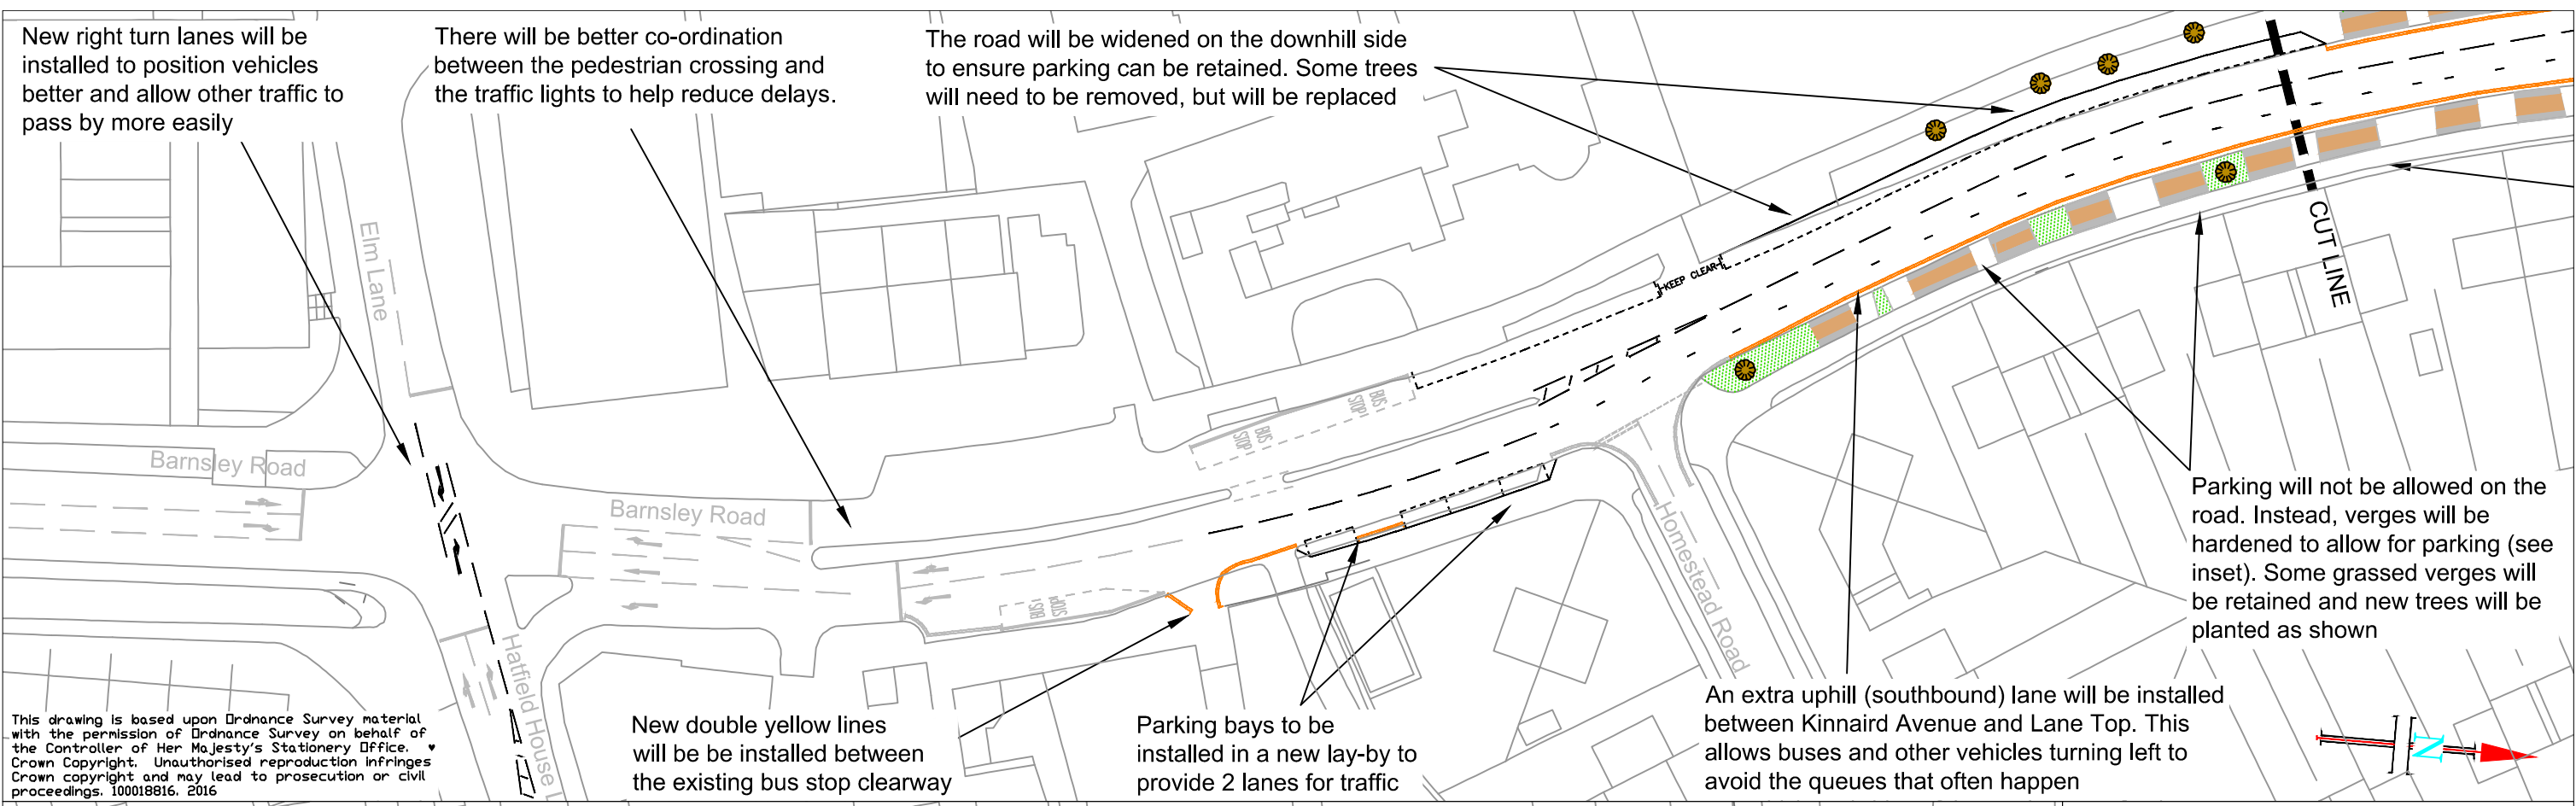 New right turn lanes will be
installed to position vehicles
better and allow other traffic to
pass by more easily
There will be better co-ordination
between the pedestrian crossing and
the traffic lights to help reduce delays.
The road will be widened on the downhill side
to ensure parking can be retained. Some trees
will need to be removed, but will be replaced
Elm Lane
Barnsley Road
Barnsley Road
BUS
STOP
BUS
STOP
KEEP CLEAR
CUT LINE
BUS
STOP
Homestead Road
Hatfield House L
Parking will not be allowed on the
road. Instead, verges will be
hardened to allow for parking (see
inset). Some grassed verges will
be retained and new trees will be
planted as shown
This drawing is based upon Ordnance Survey material
with the permission of Ordnance Survey on behalf of
the Controller of Her Majesty's Stationery Office. ♥
Crown Copyright. Unauthorised reproduction infringes
Crown copyright and may lead to prosecution or civil
proceedings. 100018816. 2016
New double yellow lines
will be be installed between
the existing bus stop clearway
Parking bays to be
installed in a new lay-by to
provide 2 lanes for traffic
An extra uphill (southbound) lane will be installed
between Kinnaird Avenue and Lane Top. This
allows buses and other vehicles turning left to
avoid the queues that often happen
N